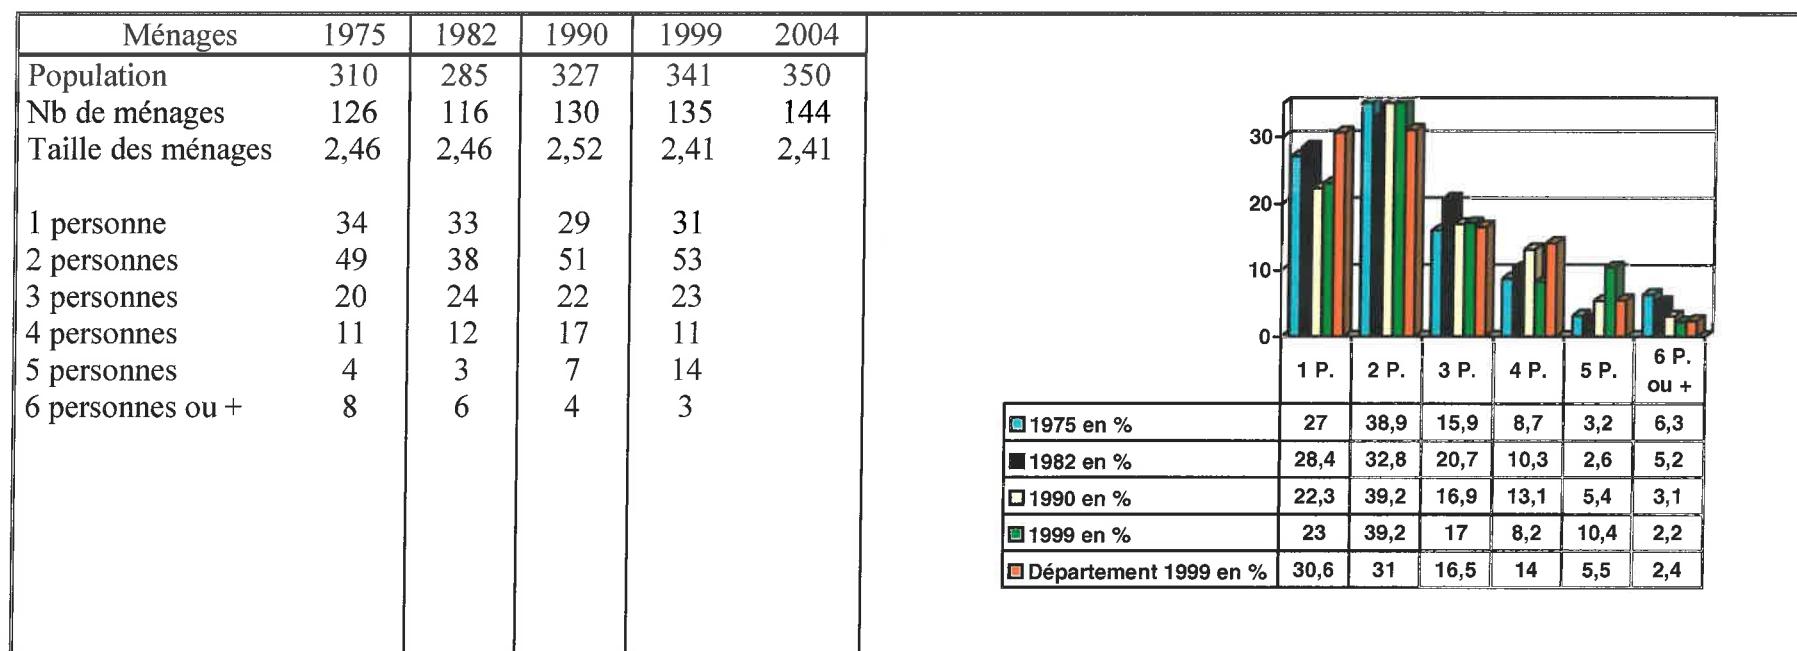 Ménages 1975 1982 1990 1999 2004
Population 310 285 327 341 350
Nb de ménages 126 116 130 135 144
Taille des ménages 2,46 2,46 2,52 2,41 2,41
1 personne 34 33 29 31
2 personnes 49 38 51 53
3 personnes 20 24 22 23
4 personnes 11 12 17 11
5 personnes 4 3 7 14
6 personnes ou + 8 6 4 3
30
20
10
0
1 P. 2 P. 3 P. 4 P. 5 P. 6 P.
ou +
1975 en % 27 38,9 15,9 8,7 3,2 6,3
1982 en % 28,4 32,8 20,7 10,3 2,6 5,2
1990 en % 22,3 39,2 16,9 13,1 5,4 3,1
1999 en % 23 39,2 17 8,2 10,4 2,2
Département 1999 en % 30,6 31 16,5 14 5,5 2,4